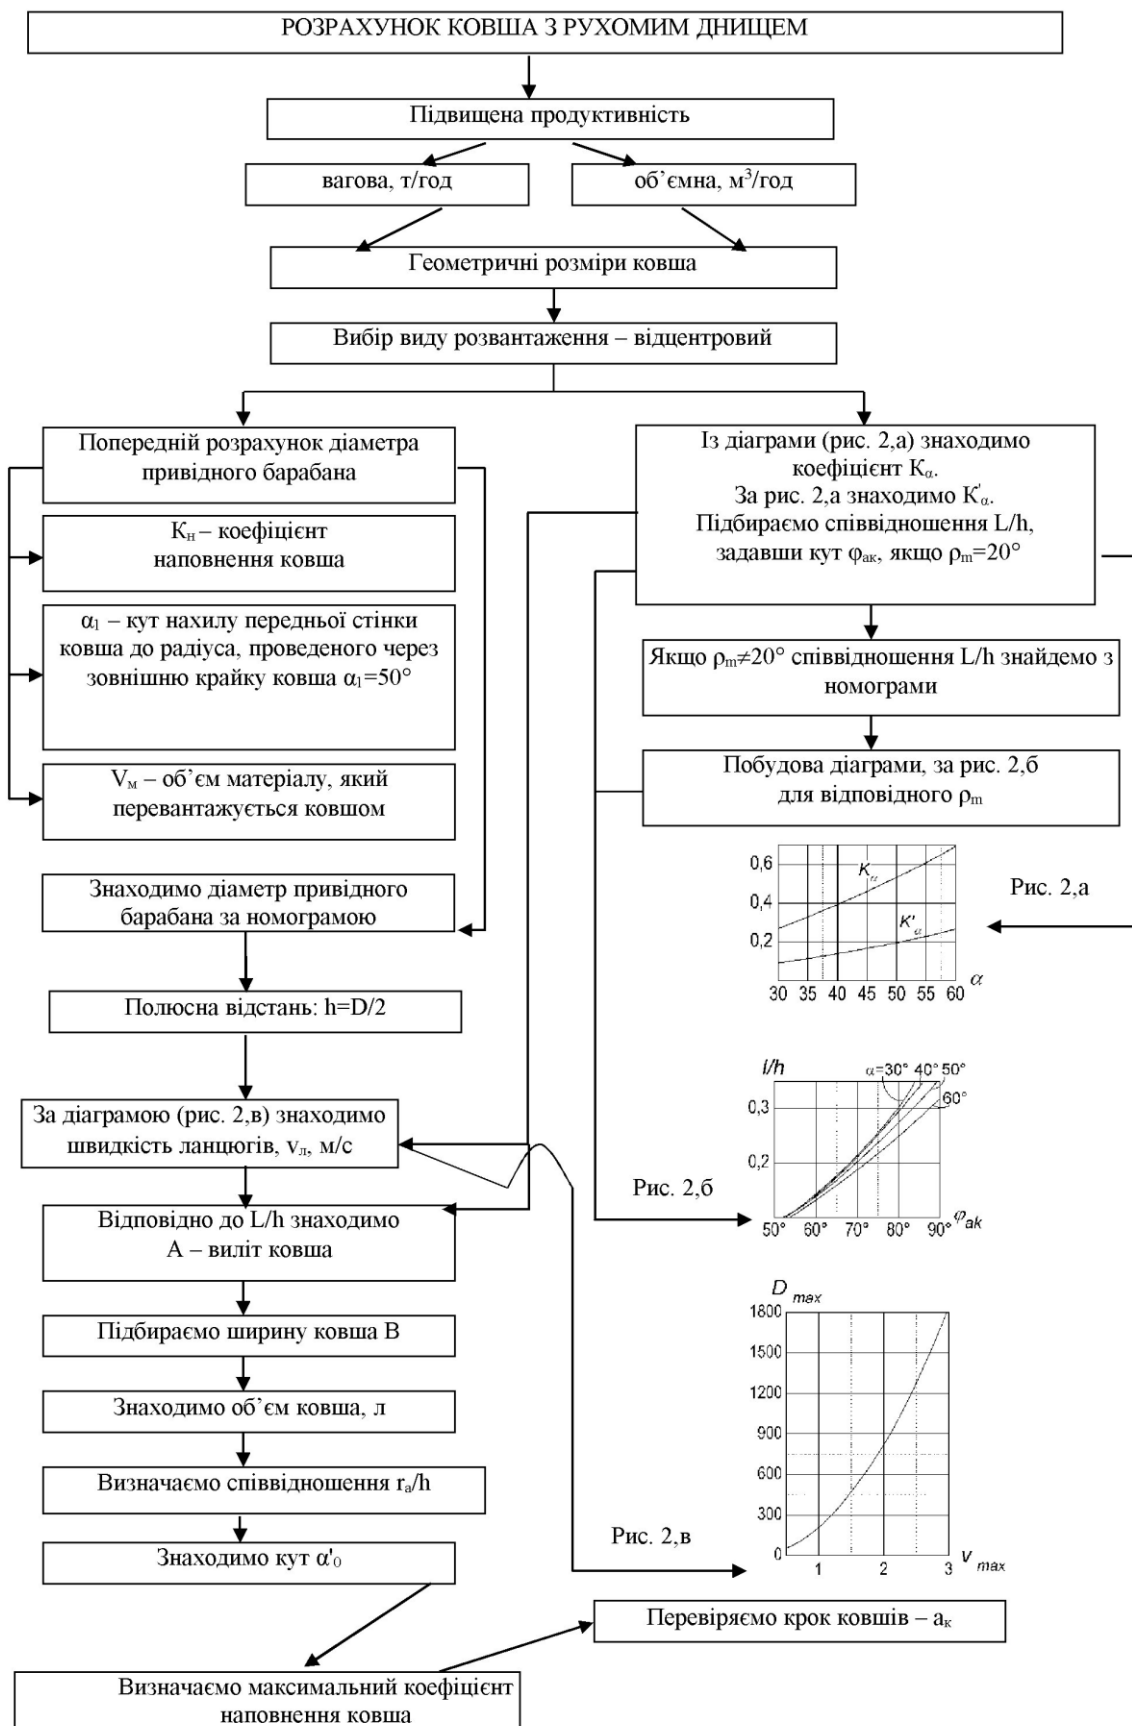 РОЗРАХУНОК КОВША З РУХОМИМ ДНИЩЕМ
Підвищена продуктивність
вагова, т/год
об’ємна, м³/год
Геометричні розміри ковша
Вибір виду розвантаження – відцентровий
Попередній розрахунок діаметра
привідного барабана
Kн – коефіцієнт
наповнення ковша
α₁ – кут нахилу передньої стінки
ковша до радіуса, проведеного через
зовнішню крайку ковша α₁=50°
Vм – об’єм матеріалу, який
перевантажується ковшом
Знаходимо діаметр привідного
барабана за номограмою
Полюсна відстань: h=D/2
За діаграмою (рис. 2,в) знаходимо
швидкість ланцюгів, vл, м/с
Відповідно до L/h знаходимо
А – виліт ковша
Підбираємо ширину ковша В
Знаходимо об’єм ковша, л
Визначаємо співвідношення rа/h
Знаходимо кут α'₀
Визначаємо максимальний коефіцієнт
наповнення ковша
Перевіряємо крок ковшів – aк
Із діаграми (рис. 2,а) знаходимо
коефіцієнт Kα.
За рис. 2,а знаходимо K'α.
Підбираємо співвідношення L/h,
задавши кут φак, якщо ρm=20°
Якщо ρm≠20° співвідношення L/h знайдемо з
номограми
Побудова діаграми, за рис. 2,б
для відповідного ρm
0,6
0,4
0,2
Kα
K'α
30 35 40 45 50 55 60 α
Рис. 2,а
l/h
α=30° 40° 50°
60°
0,3
0,2
50° 60° 70° 80° 90° φak
Рис. 2,б
D max
1800
1500
1200
900
600
300
0
1 2 3 v max
Рис. 2,в